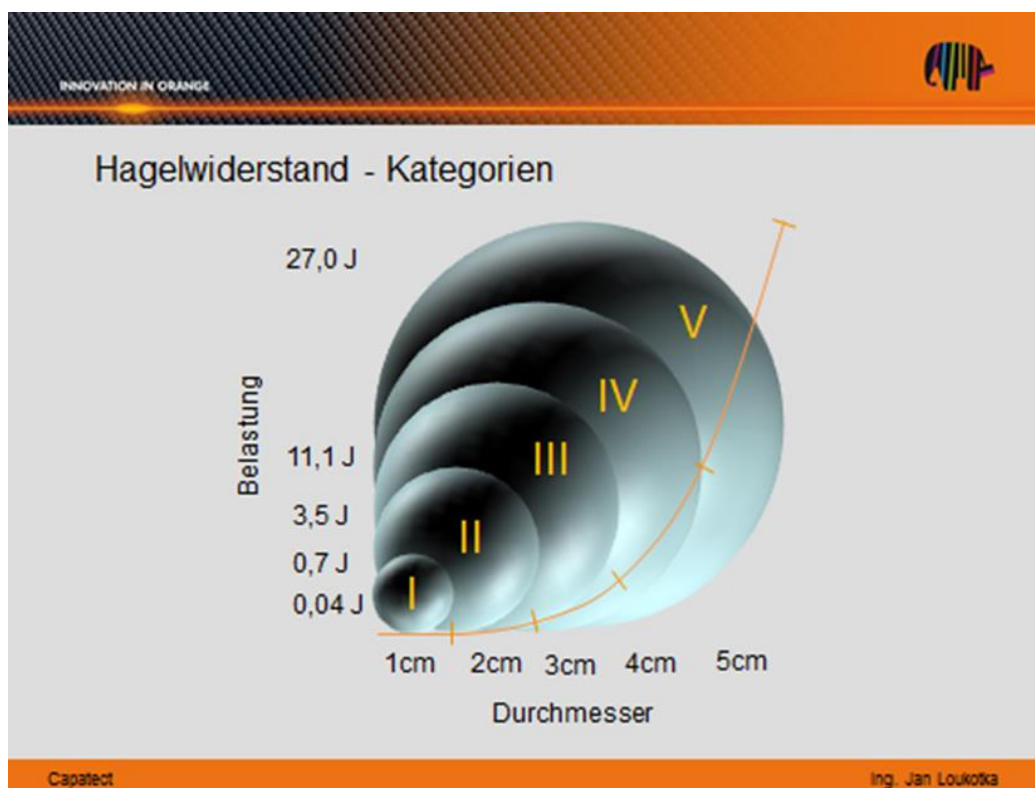 INNOVATION IN ORANGE
Hagelwiderstand - Kategorien
27,0 J
11,1 J
3,5 J
0,7 J
0,04 J
Belastung
V
IV
III
II
I
1cm 2cm 3cm 4cm 5cm
Durchmesser
Capatect Ing. Jan Loukotka